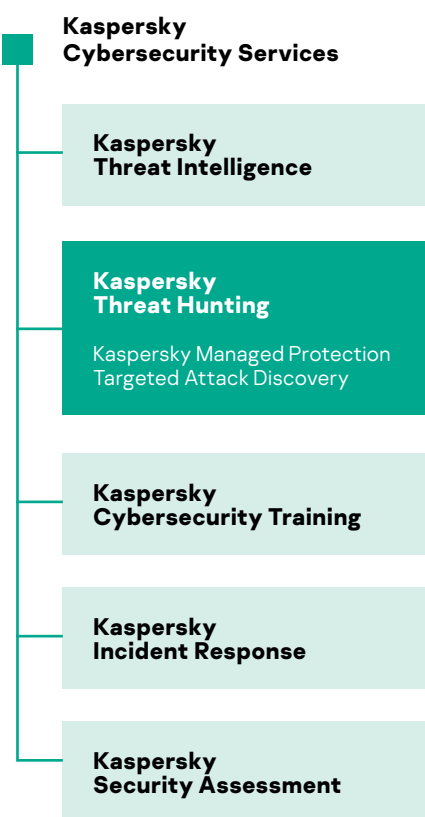 Kaspersky
Cybersecurity Services
Kaspersky
Threat Intelligence
Kaspersky
Threat Hunting
Kaspersky Managed Protection
Targeted Attack Discovery
Kaspersky
Cybersecurity Training
Kaspersky
Incident Response
Kaspersky
Security Assessment